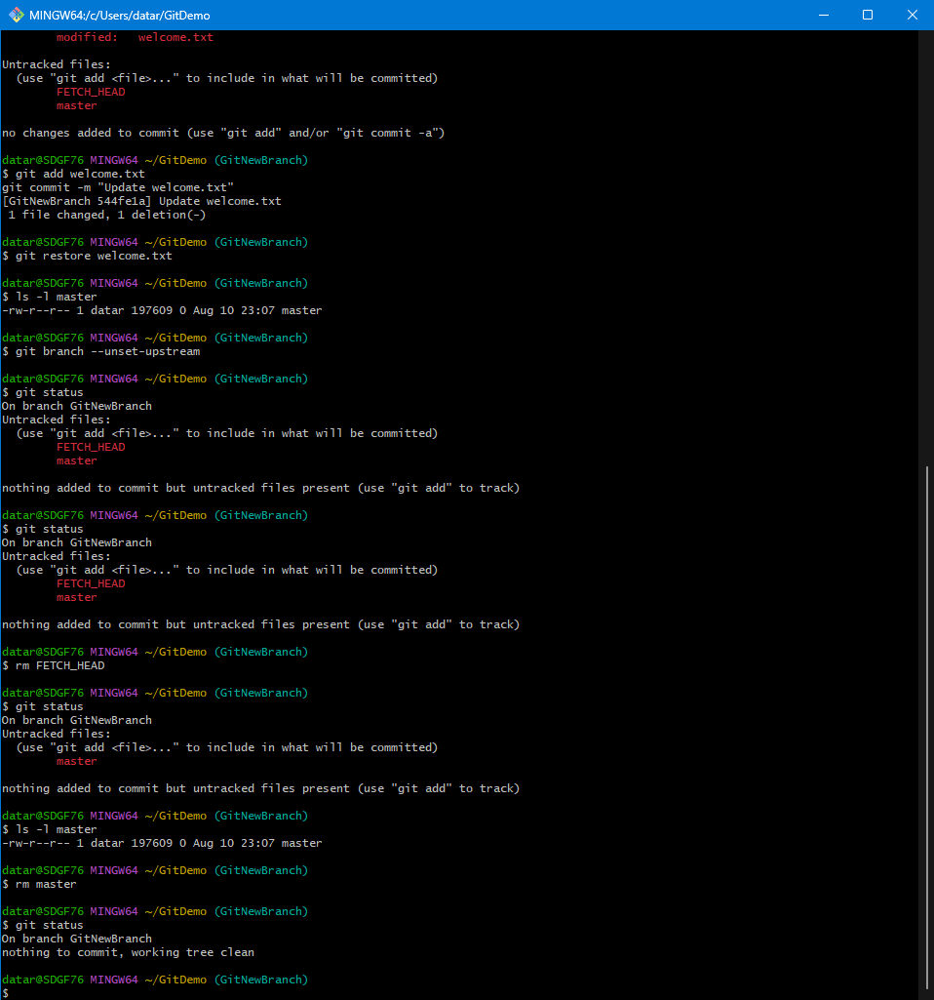 MINGW64:/c/Users/datar/GitDemo
modified:   welcome.txt
Untracked files:
(use "git add <file>..." to include in what will be committed)
FETCH_HEAD
master
no changes added to commit (use "git add" and/or "git commit -a")
datar@SDGF76 MINGW64 ~/GitDemo (GitNewBranch)
$ git add welcome.txt
git commit -m "Update welcome.txt"
[GitNewBranch 544fe1a] Update welcome.txt
1 file changed, 1 deletion(-)
datar@SDGF76 MINGW64 ~/GitDemo (GitNewBranch)
$ git restore welcome.txt
datar@SDGF76 MINGW64 ~/GitDemo (GitNewBranch)
$ ls -l master
-rw-r--r-- 1 datar 197609 0 Aug 10 23:07 master
datar@SDGF76 MINGW64 ~/GitDemo (GitNewBranch)
$ git branch --unset-upstream
datar@SDGF76 MINGW64 ~/GitDemo (GitNewBranch)
$ git status
On branch GitNewBranch
Untracked files:
(use "git add <file>..." to include in what will be committed)
FETCH_HEAD
master
nothing added to commit but untracked files present (use "git add" to track)
datar@SDGF76 MINGW64 ~/GitDemo (GitNewBranch)
$ git status
On branch GitNewBranch
Untracked files:
(use "git add <file>..." to include in what will be committed)
FETCH_HEAD
master
nothing added to commit but untracked files present (use "git add" to track)
datar@SDGF76 MINGW64 ~/GitDemo (GitNewBranch)
$ rm FETCH_HEAD
datar@SDGF76 MINGW64 ~/GitDemo (GitNewBranch)
$ git status
On branch GitNewBranch
Untracked files:
(use "git add <file>..." to include in what will be committed)
master
nothing added to commit but untracked files present (use "git add" to track)
datar@SDGF76 MINGW64 ~/GitDemo (GitNewBranch)
$ ls -l master
-rw-r--r-- 1 datar 197609 0 Aug 10 23:07 master
datar@SDGF76 MINGW64 ~/GitDemo (GitNewBranch)
$ rm master
datar@SDGF76 MINGW64 ~/GitDemo (GitNewBranch)
$ git status
On branch GitNewBranch
nothing to commit, working tree clean
datar@SDGF76 MINGW64 ~/GitDemo (GitNewBranch)
$